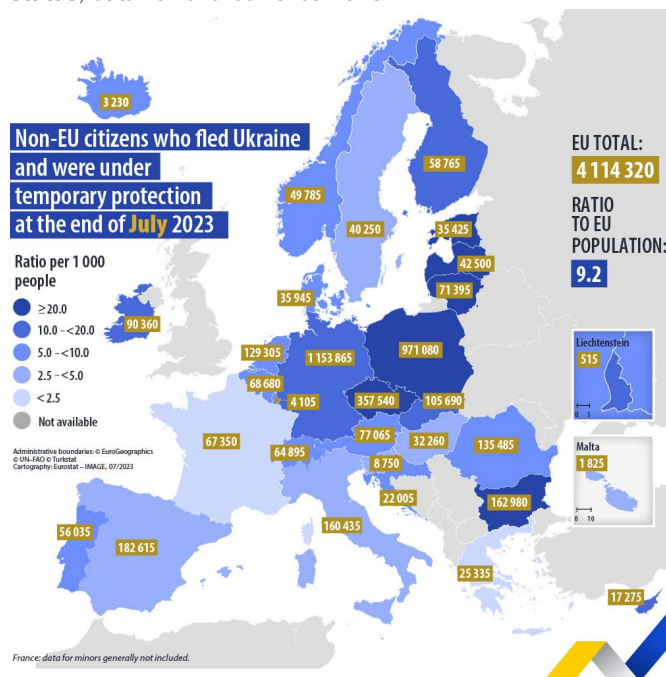 3 230
Non-EU citizens who fled Ukraine
and were under
temporary protection
at the end of July 2023
EU TOTAL:
4 114 320
RATIO
TO EU
POPULATION:
9.2
Ratio per 1 000
people
≥20.0
10.0 –<20.0
5.0 –<10.0
2.5 –<5.0
< 2.5
Not available
Administrative boundaries: © EuroGeographics
© UN–FAO © Turkstat
Cartography: Eurostat – IMAGE, 07/2023
58 765
49 785
40 250
35 425
42 500
71 395
35 945
90 360
129 305
1 153 865
971 080
68 680
4 105
357 540
105 690
67 350
77 065
32 260
135 485
64 895
8 750
22 005
162 980
56 035
182 615
160 435
25 335
17 275
Liechtenstein
515
0 5
Malta
1 825
0 10
France: data for minors generally not included.